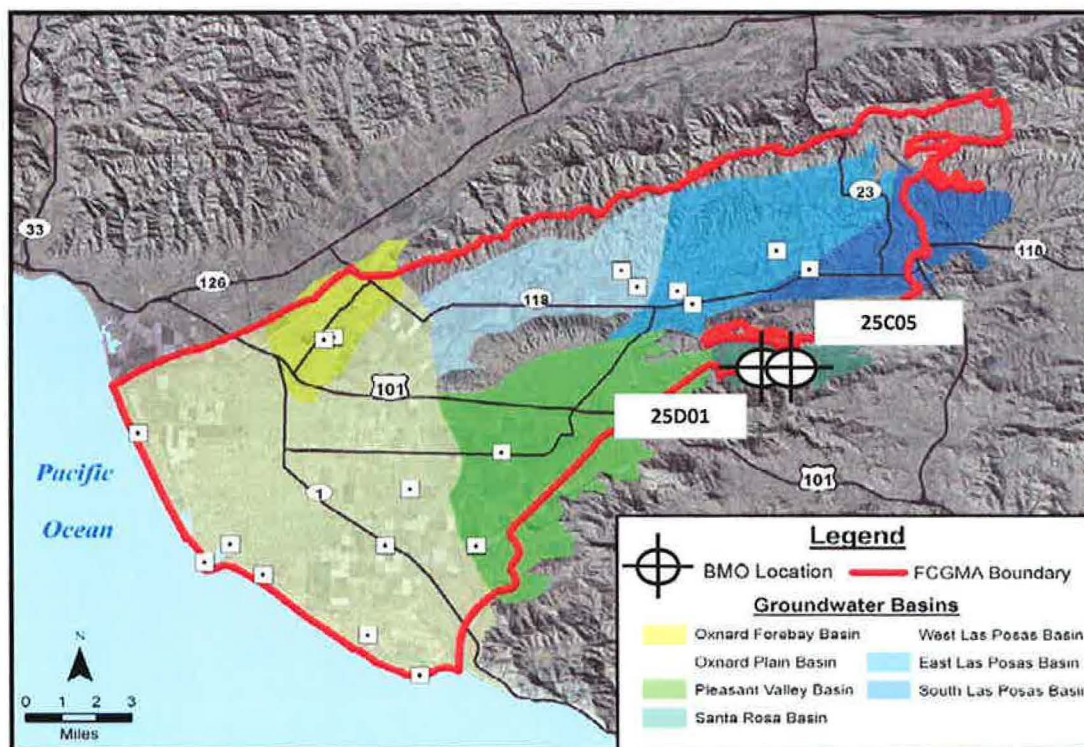 33
126
118
23
118
101
1
101
25C05
25D01
Pacific
Ocean
N
0 1 2 3
Miles
Legend
BMO Location FCGMA Boundary
Groundwater Basins
Oxnard Forebay Basin
Oxnard Plain Basin
Pleasant Valley Basin
Santa Rosa Basin
West Las Posas Basin
East Las Posas Basin
South Las Posas Basin